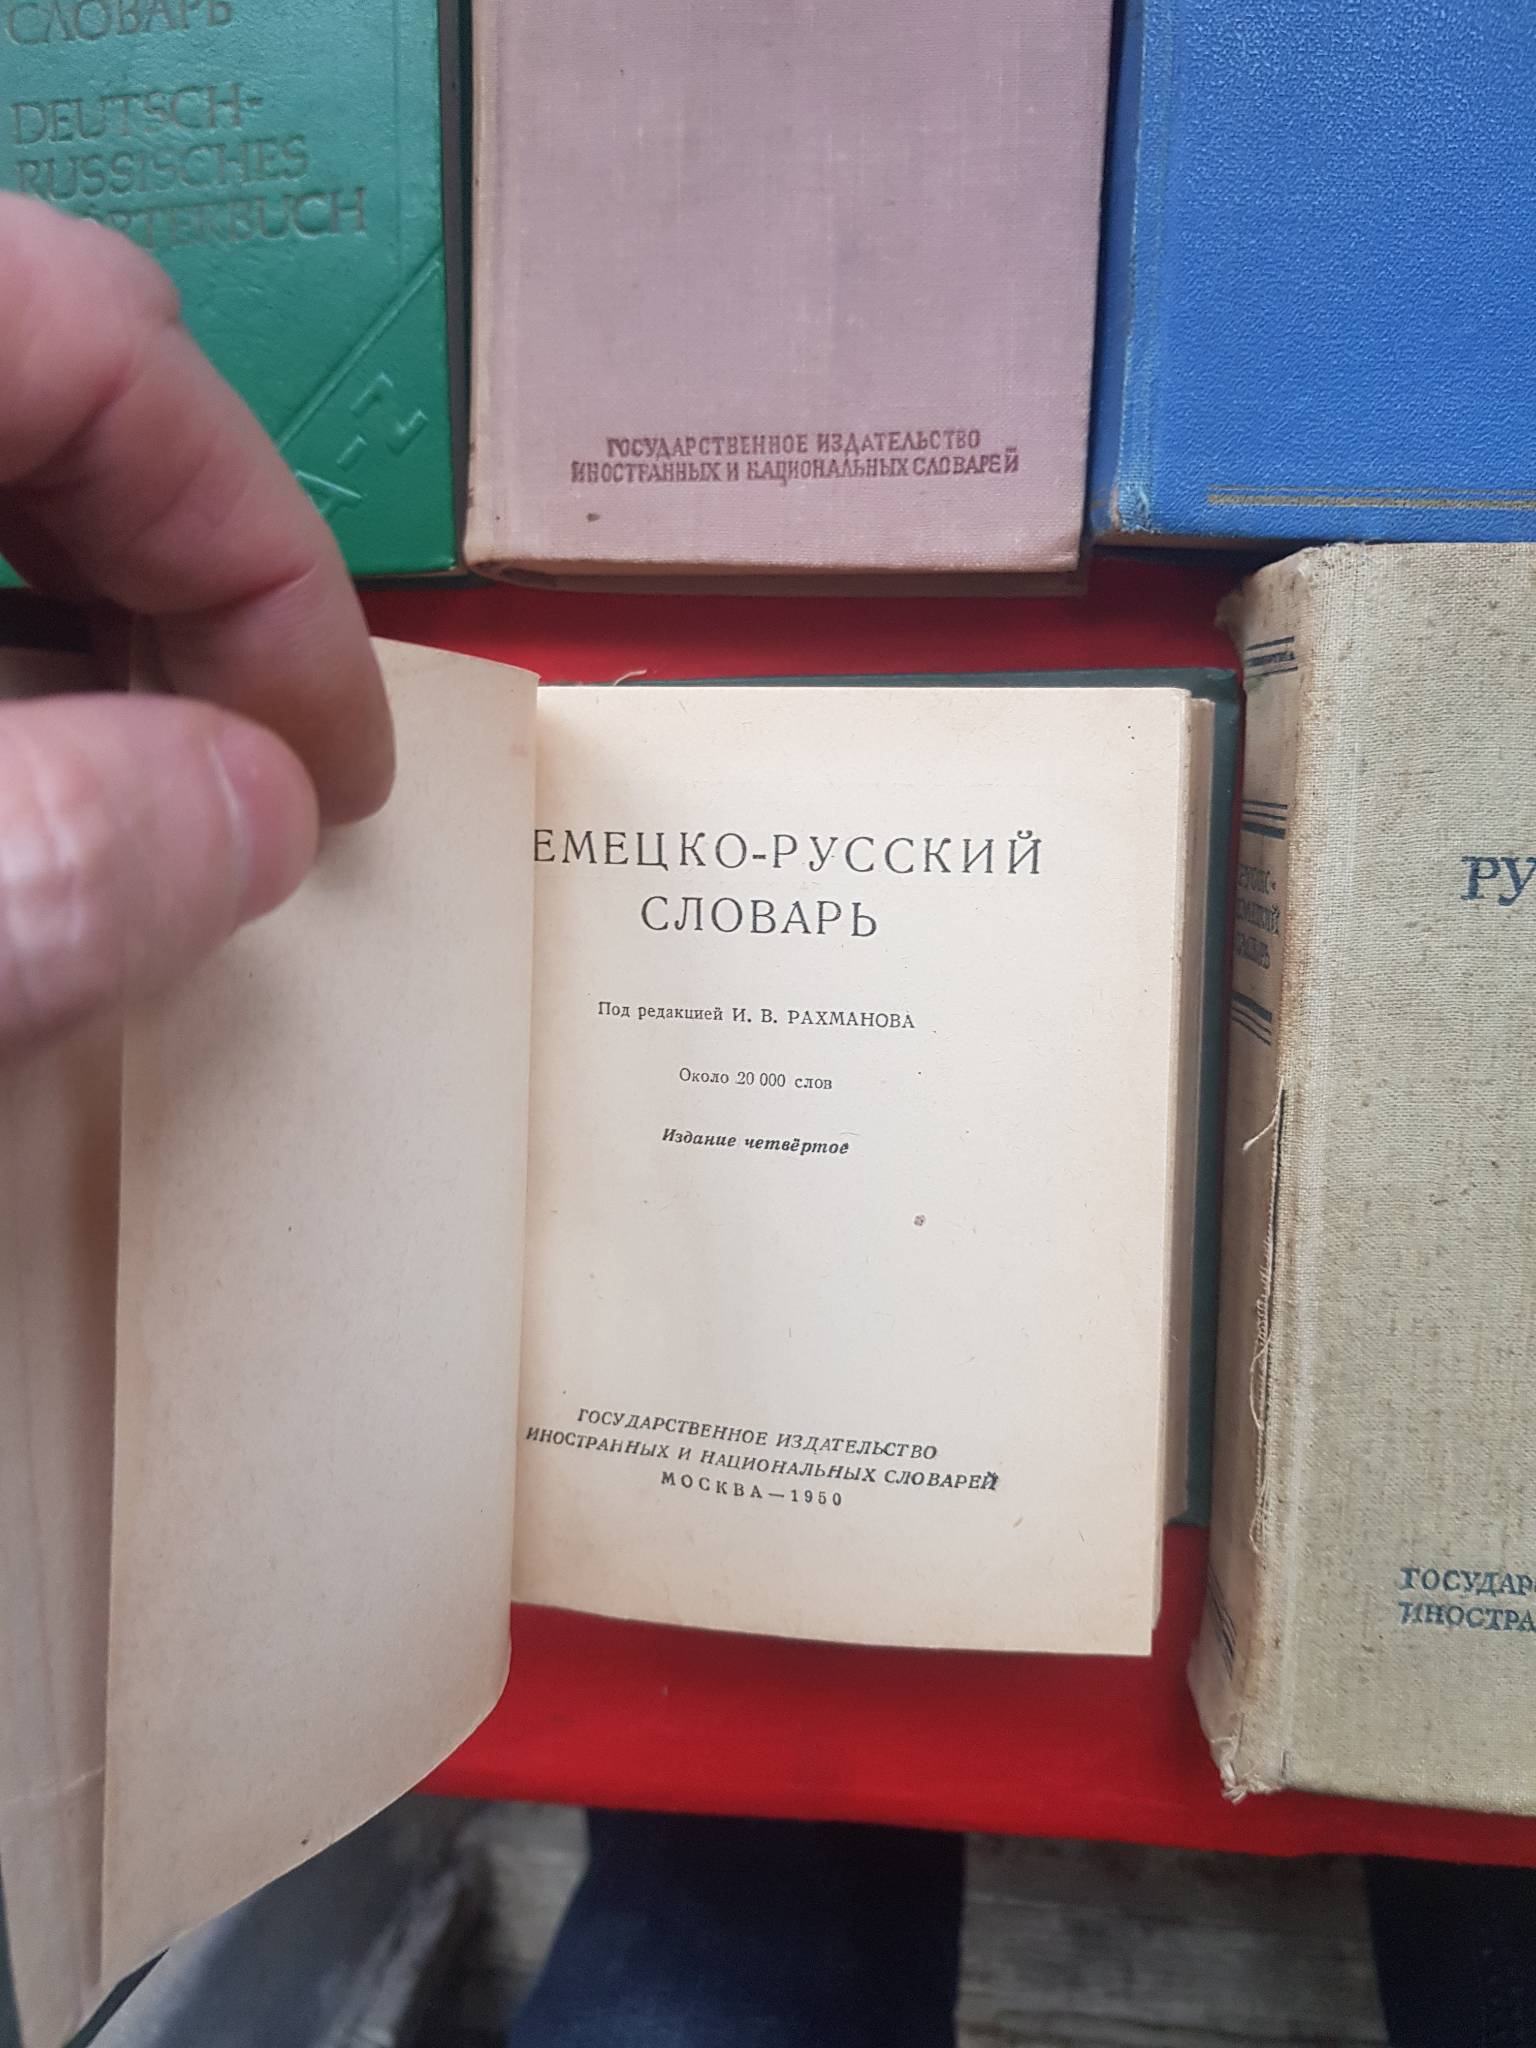 СЛОВАРЬ
DEUTSCH-
RUSSISCHES
WÖRTERBUCH
A-Z
ГОСУДАРСТВЕННОЕ ИЗДАТЕЛЬСТВО
ИНОСТРАННЫХ И НАЦИОНАЛЬНЫХ СЛОВАРЕЙ
ЕМЕЦКО-РУССКИЙ
СЛОВАРЬ
Под редакцией И. В. РАХМАНОВА
Около 20 000 слов
Издание четвёртое
ГОСУДАРСТВЕННОЕ ИЗДАТЕЛЬСТВО
ИНОСТРАННЫХ И НАЦИОНАЛЬНЫХ СЛОВАРЕЙ
МОСКВА — 1950
РУ
ГОСУДАР
ИНОСТРА